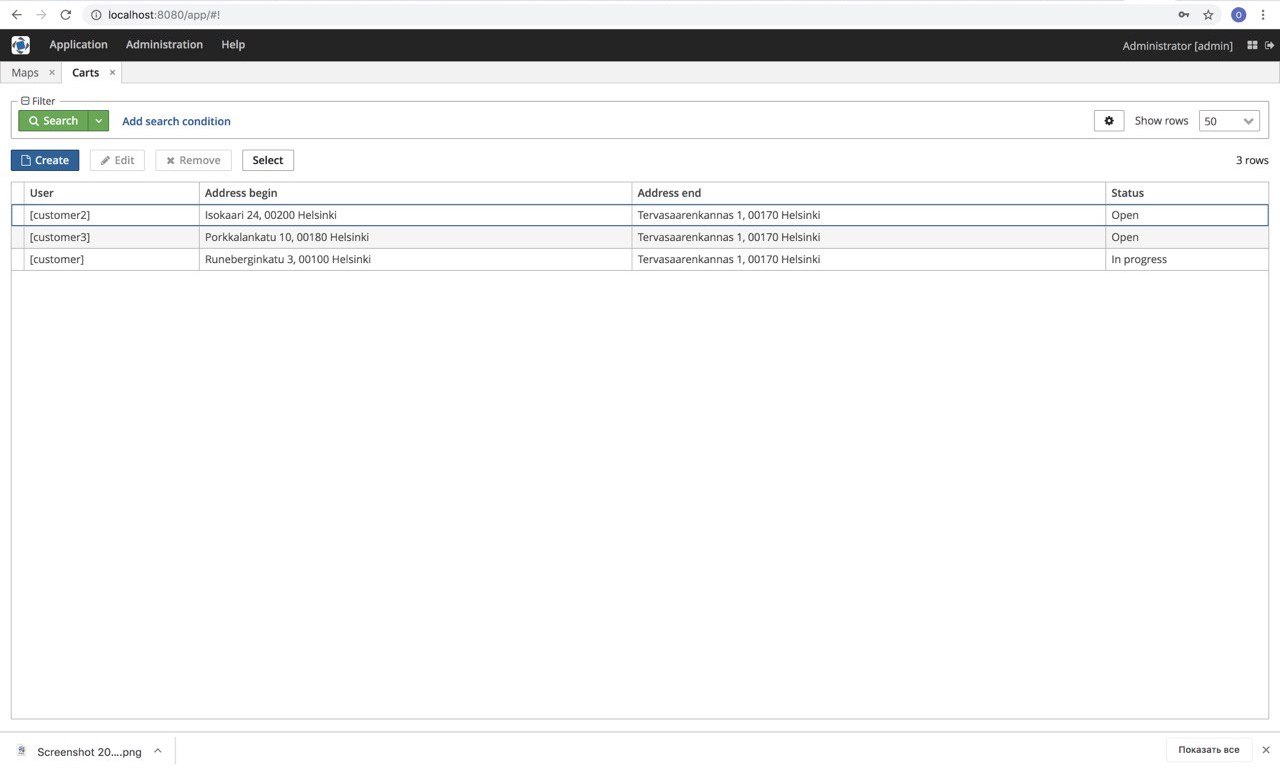 localhost:8080/app/#!
O
Application Administration Help Administrator [admin]
Maps × Carts ×
Filter
Search Add search condition Show rows 50
Create Edit Remove Select 3 rows
User Address begin Address end Status
[customer2] Isokaari 24, 00200 Helsinki Tervasaarenkannas 1, 00170 Helsinki Open
[customer3] Porkkalankatu 10, 00180 Helsinki Tervasaarenkannas 1, 00170 Helsinki Open
[customer] Runeberginkatu 3, 00100 Helsinki Tervasaarenkannas 1, 00170 Helsinki In progress
Screenshot 20....png Показать все